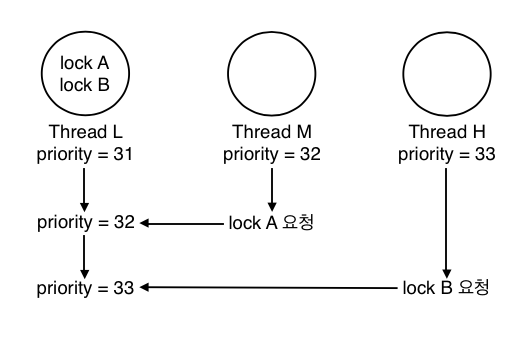 lock A
lock B
Thread L
priority = 31
Thread M
priority = 32
Thread H
priority = 33
priority = 32
lock A 요청
priority = 33
lock B 요청